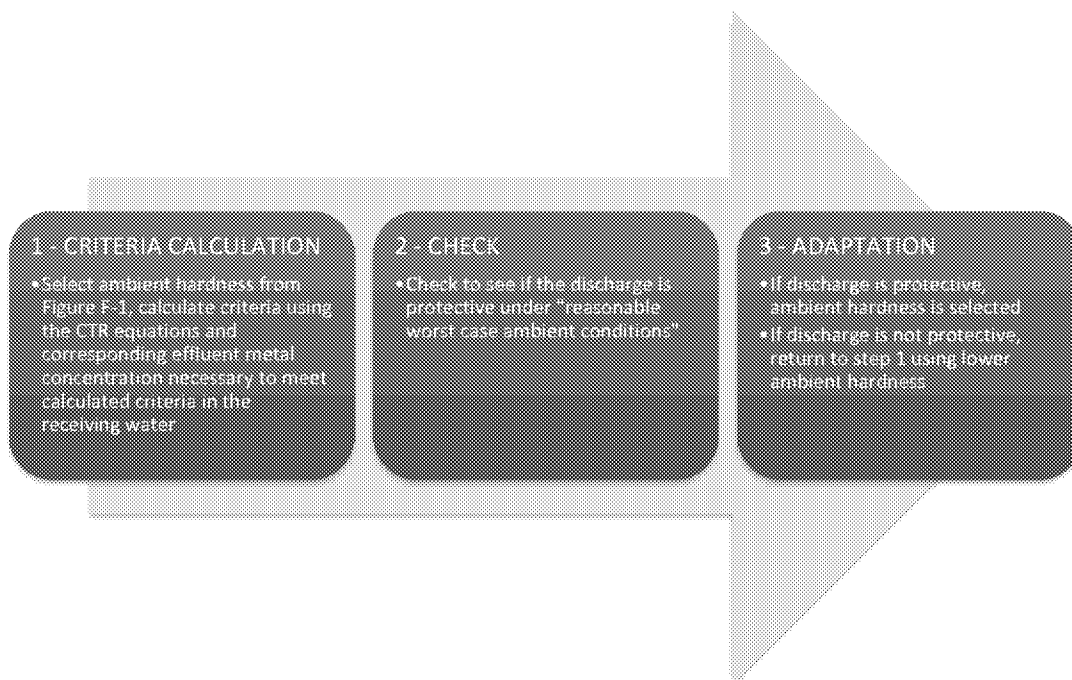 1 - CRITERIA CALCULATION
•Select ambient hardness from
Figure F-1, calculate criteria using
the CTR equations and
corresponding effluent metal
concentration necessary to meet
calculated criteria in the
receiving water
2 - CHECK
•Check to see if the discharge is
protective under "reasonable
worst case ambient conditions"
3 - ADAPTATION
•If discharge is protective,
ambient hardness is selected
•If discharge is not protective,
return to step 1 using lower
ambient hardness